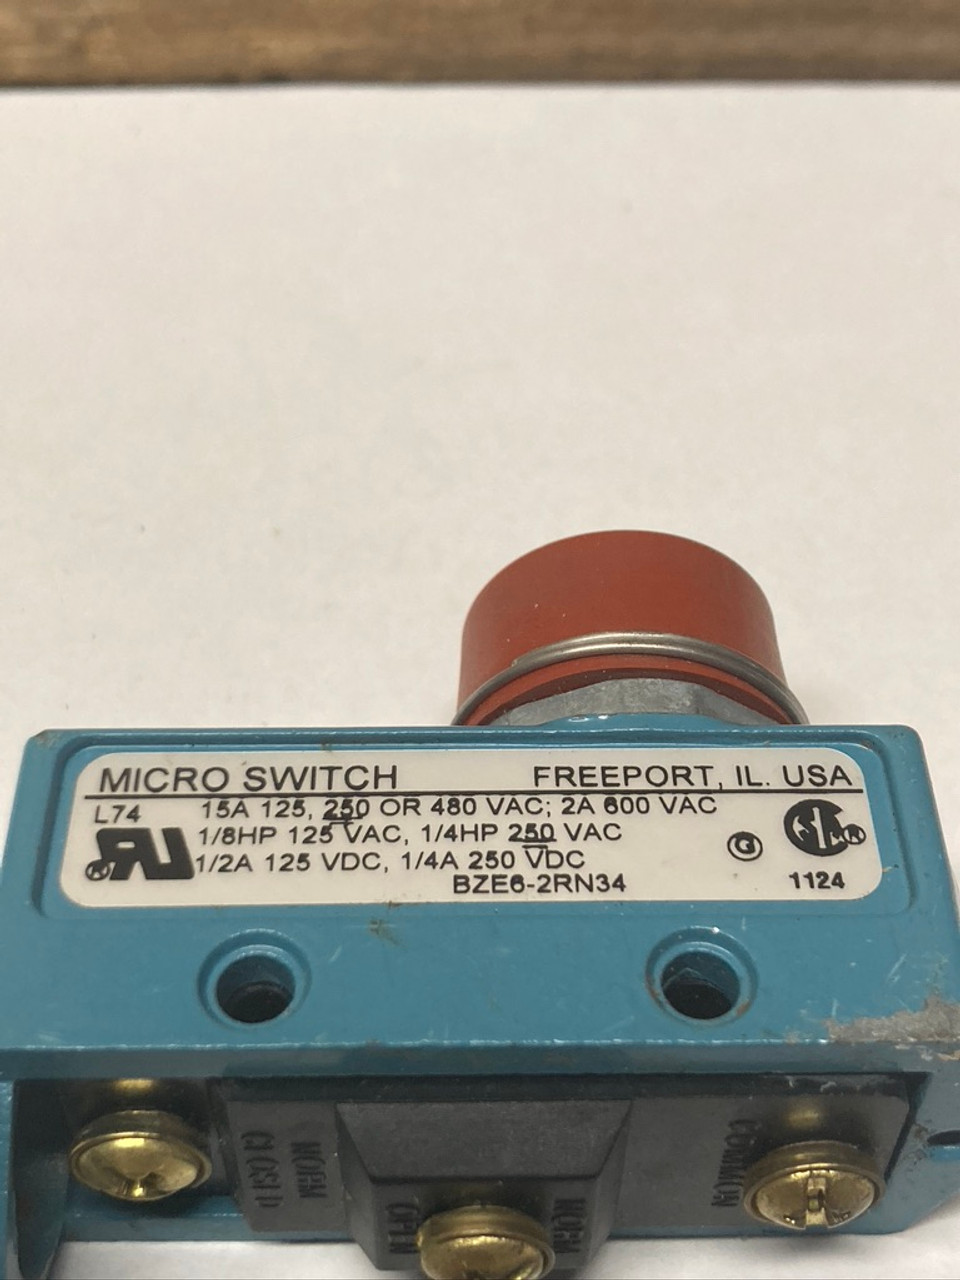 MICRO SWITCH FREEPORT, IL. USA
L74 15A 125, 250 OR 480 VAC; 2A 600 VAC
1/8HP 125 VAC, 1/4HP 250 VAC
1/2A 125 VDC, 1/4A 250 VDC
BZE6-2RN34
1124
NORM CLOSED
NORM OPEN
COMMON